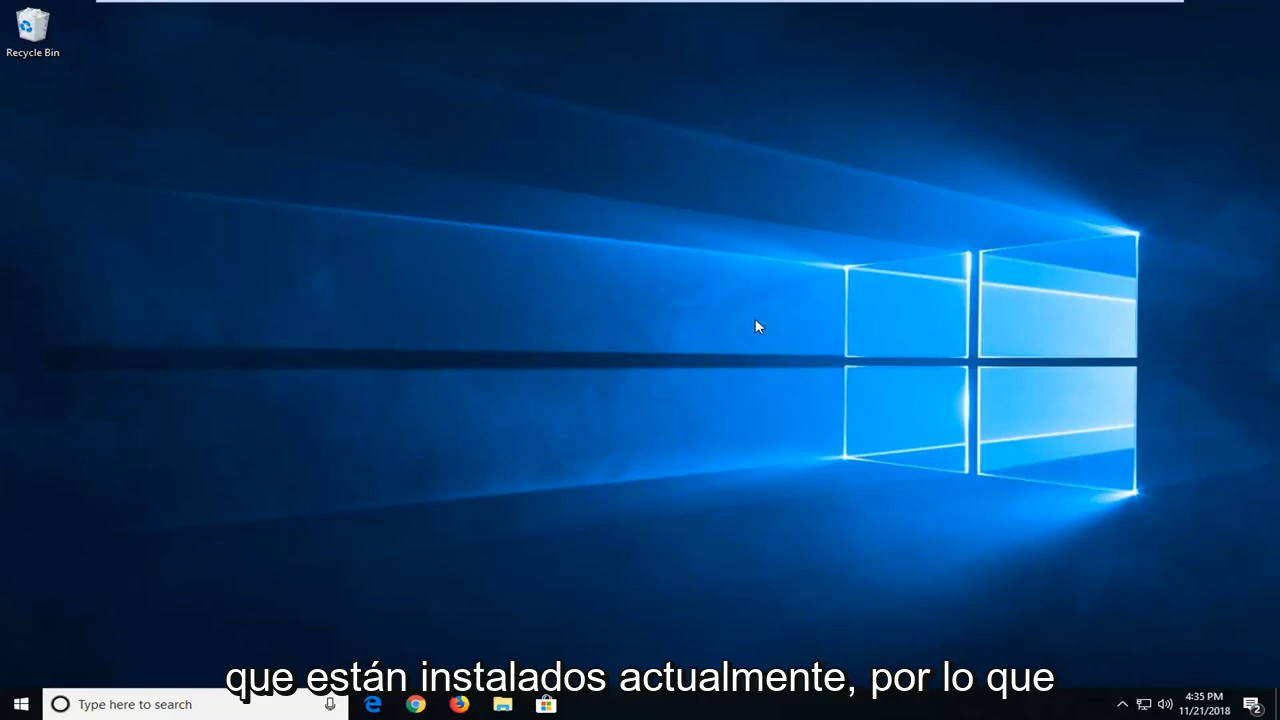 Recycle Bin
que están instalados actualmente, por lo que
Type here to search
4:35 PM
11/21/2018
2